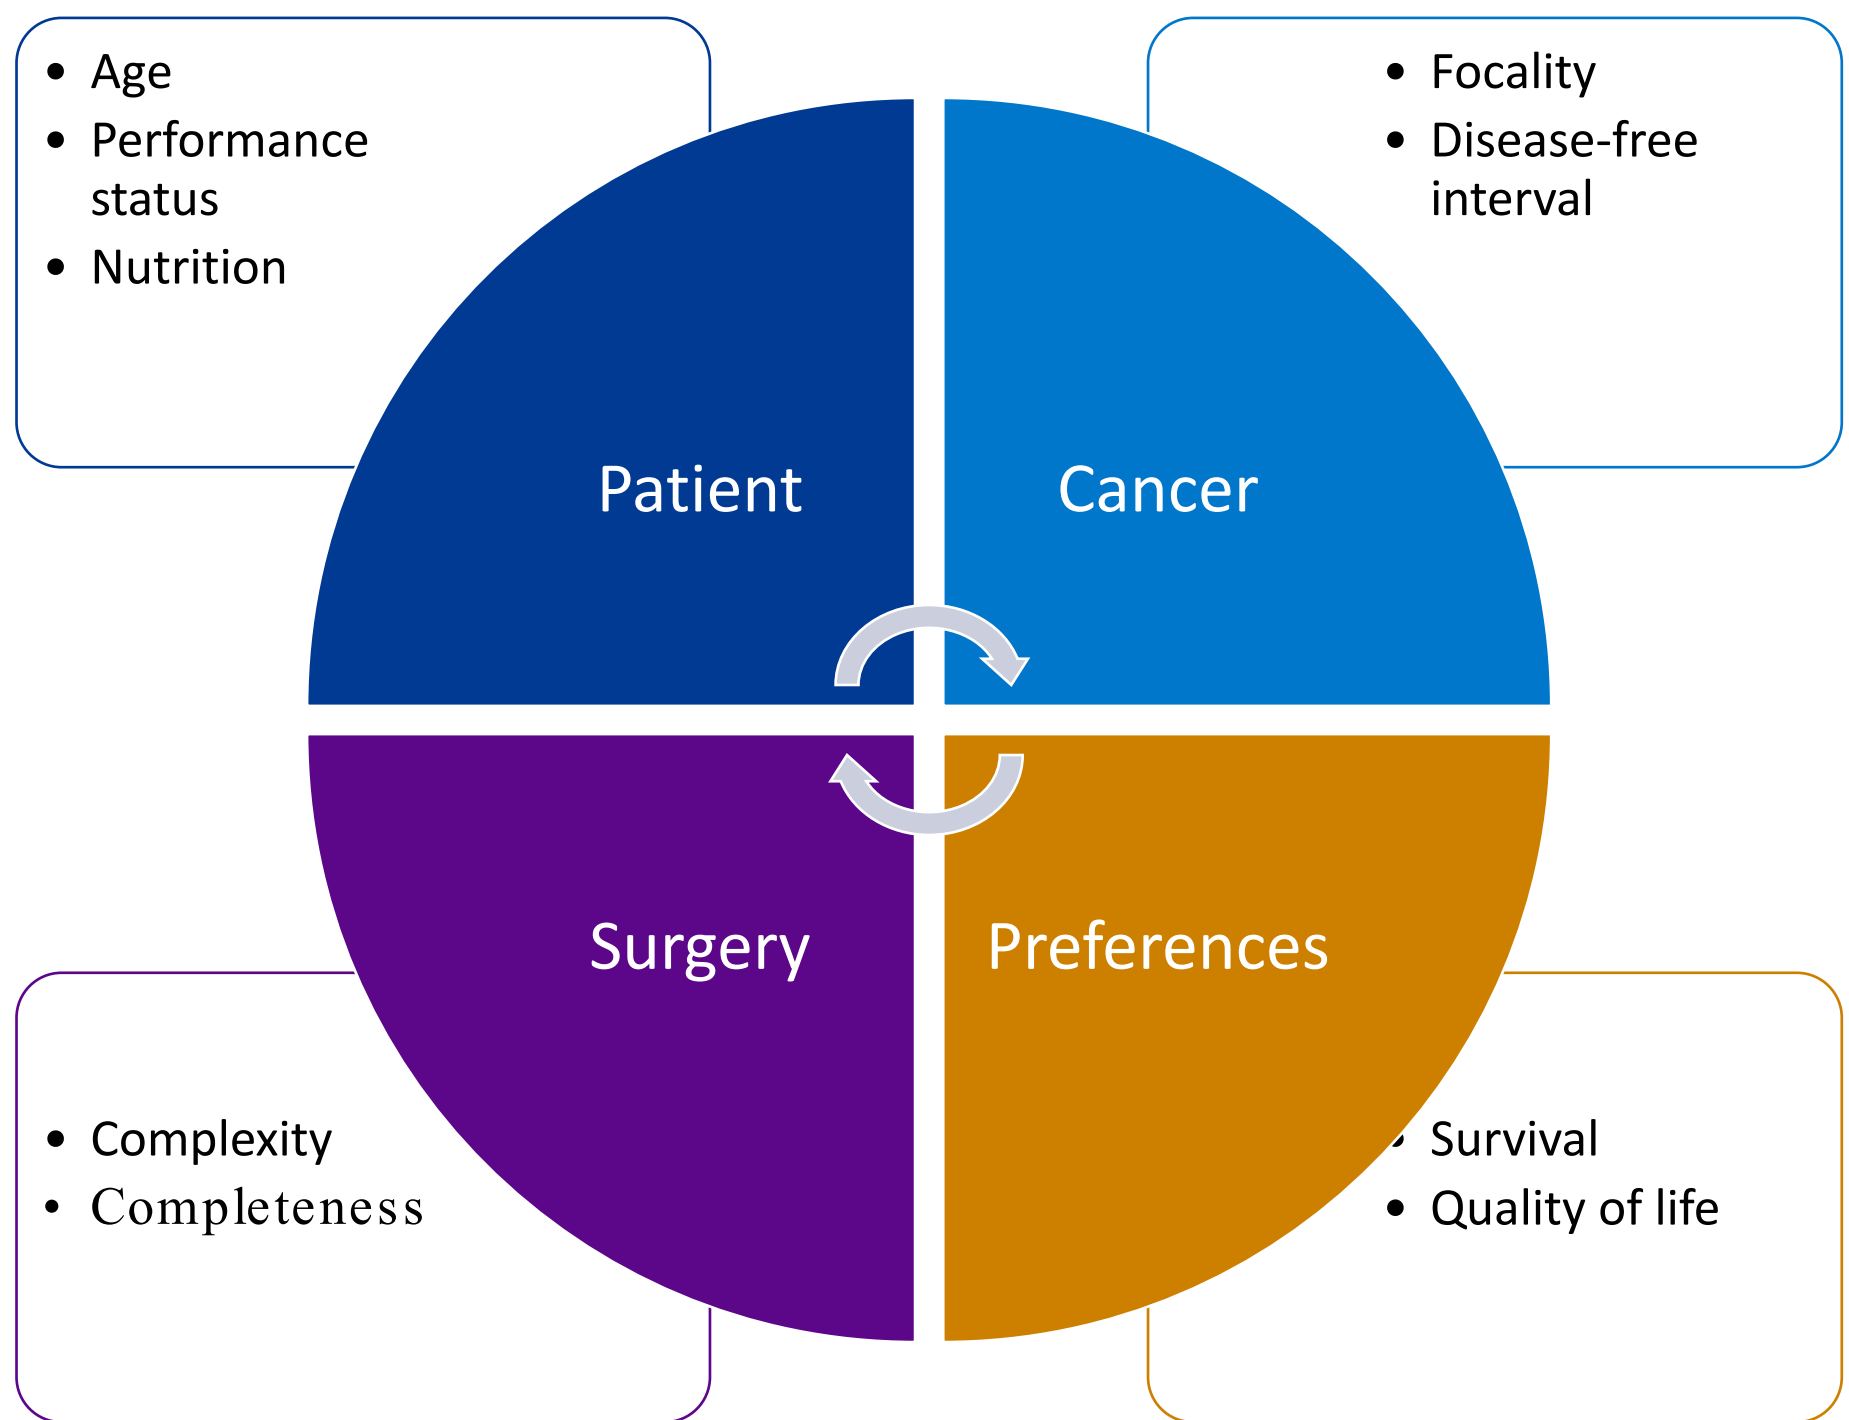 • Age
• Performance
status
• Nutrition
• Focality
• Disease-free
interval
Patient
Cancer
Surgery
Preferences
• Complexity
• Completeness
• Survival
• Quality of life